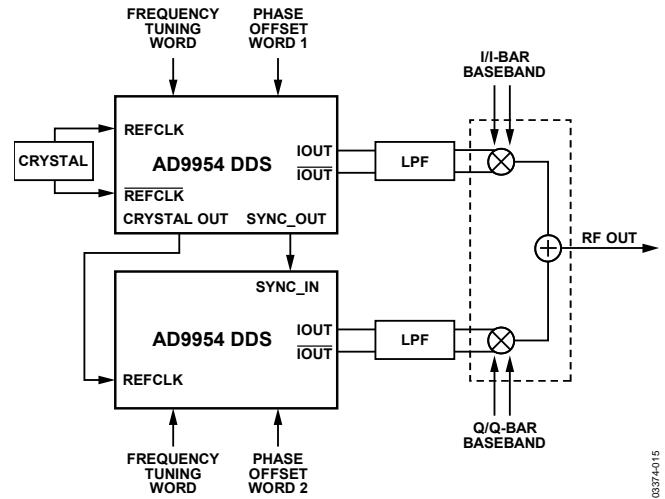 FREQUENCY
TUNING
WORD
PHASE
OFFSET
WORD 1
I/I-BAR
BASEBAND
REFCLK
CRYSTAL
AD9954 DDS
IOUT
IOUT
LPF
REFCLK
CRYSTAL OUT
SYNC_OUT
RF OUT
SYNC_IN
AD9954 DDS
IOUT
IOUT
LPF
REFCLK
FREQUENCY
TUNING
WORD
PHASE
OFFSET
WORD 2
Q/Q-BAR
BASEBAND
03374-015